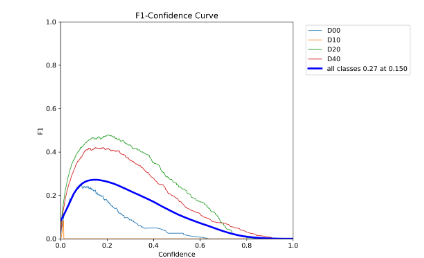 F1-Confidence Curve
1.0
0.8
0.6
0.4
0.2
0.0
F1
0.0 0.2 0.4 0.6 0.8 1.0
Confidence
D00
D10
D20
D40
all classes 0.27 at 0.150